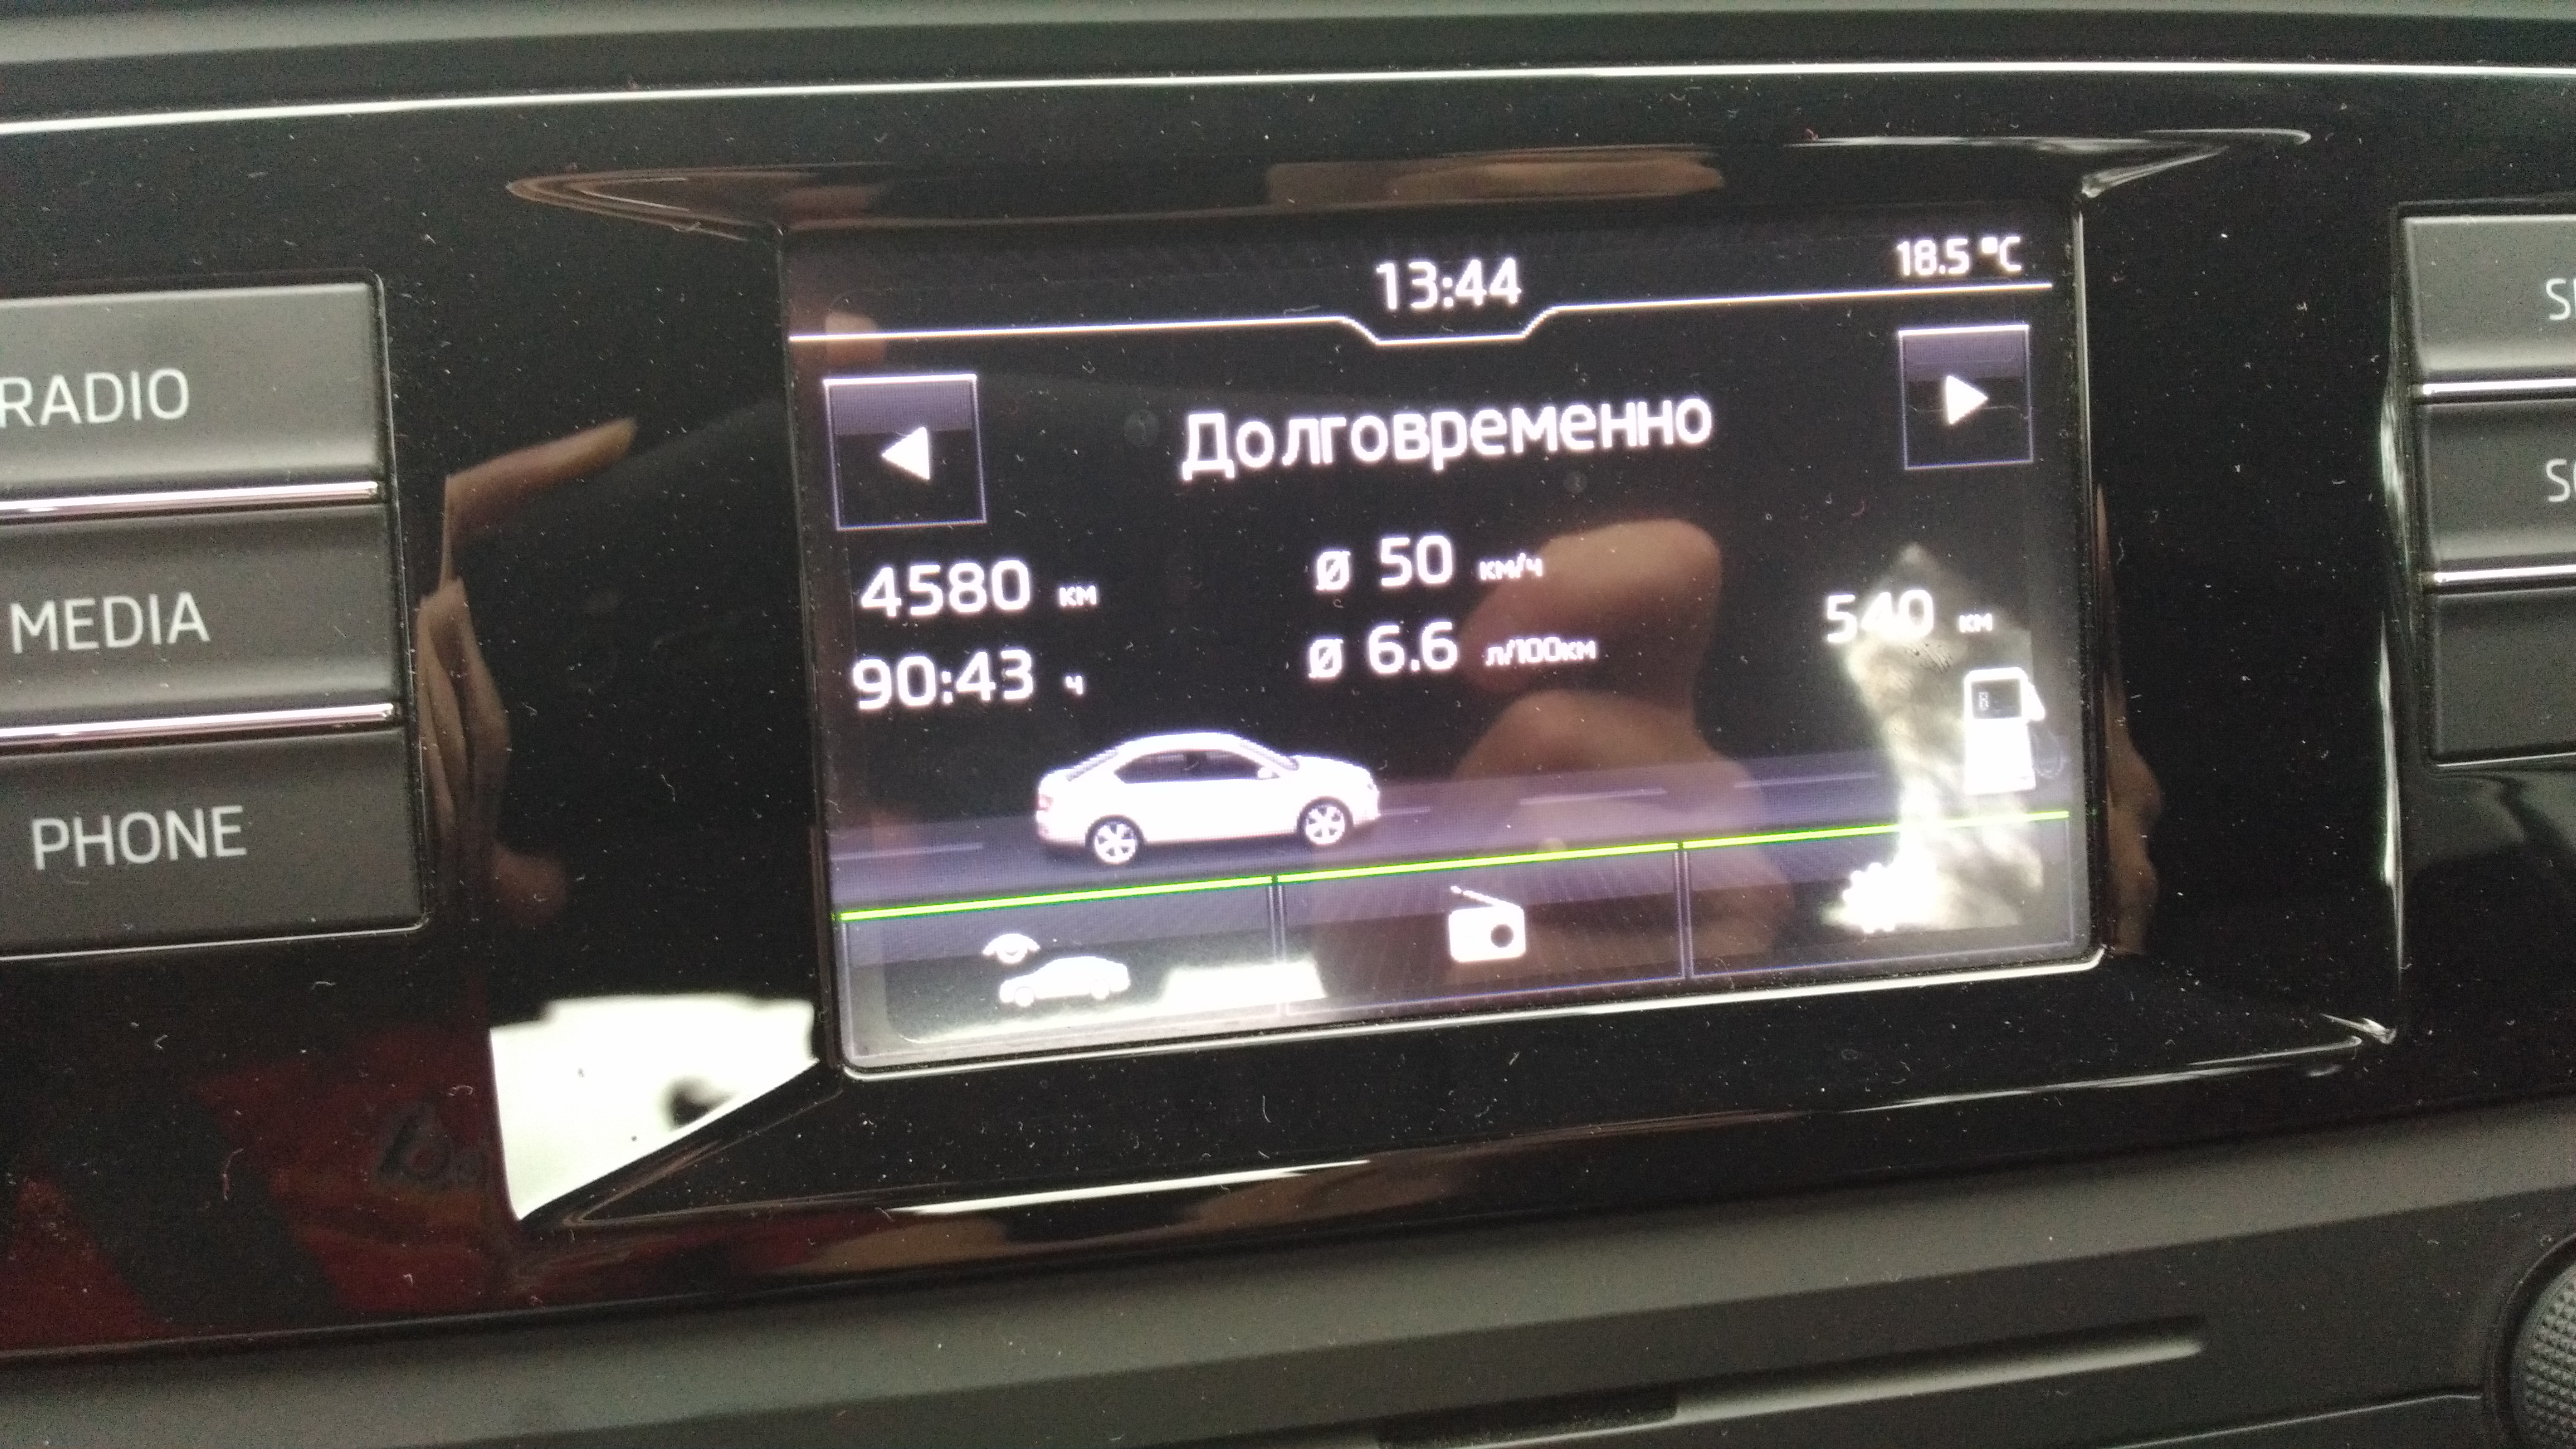 13:44
18.5 °C
RADIO
MEDIA
PHONE
Долговременно
4580 км
90:43 ч
Ø 50 км/ч
Ø 6.6 л/100км
540 км